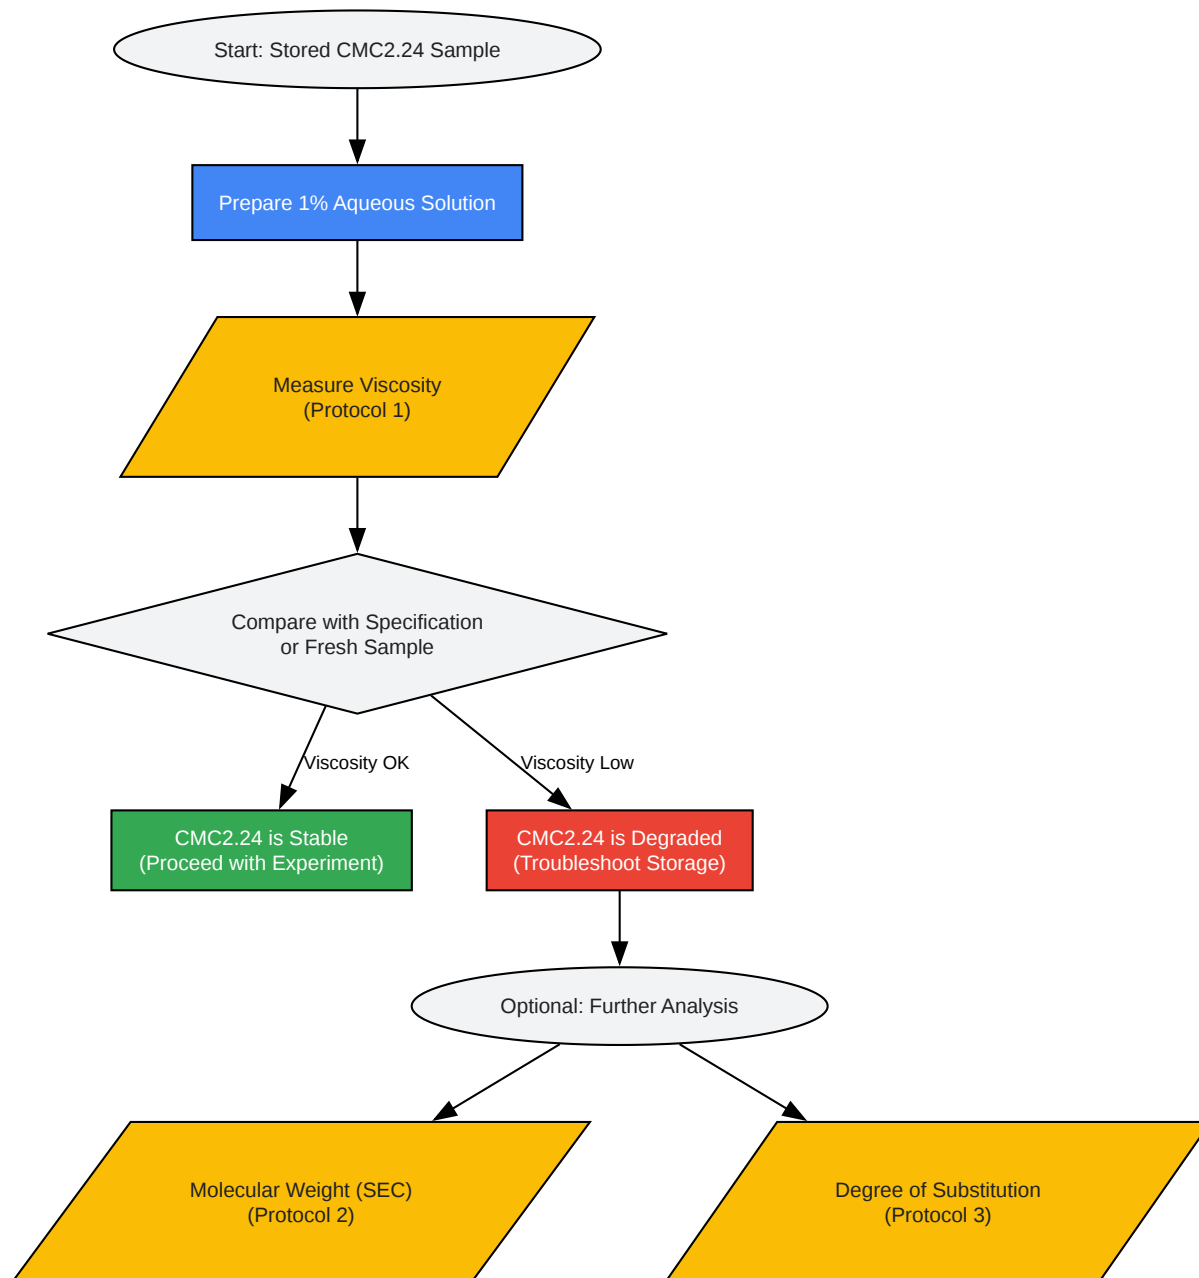 Start: Stored CMC2.24 Sample
Prepare 1% Aqueous Solution
Measure Viscosity
(Protocol 1)
Compare with Specification
or Fresh Sample
Viscosity OK
Viscosity Low
CMC2.24 is Stable
(Proceed with Experiment)
CMC2.24 is Degraded
(Troubleshoot Storage)
Optional: Further Analysis
Molecular Weight (SEC)
(Protocol 2)
Degree of Substitution
(Protocol 3)